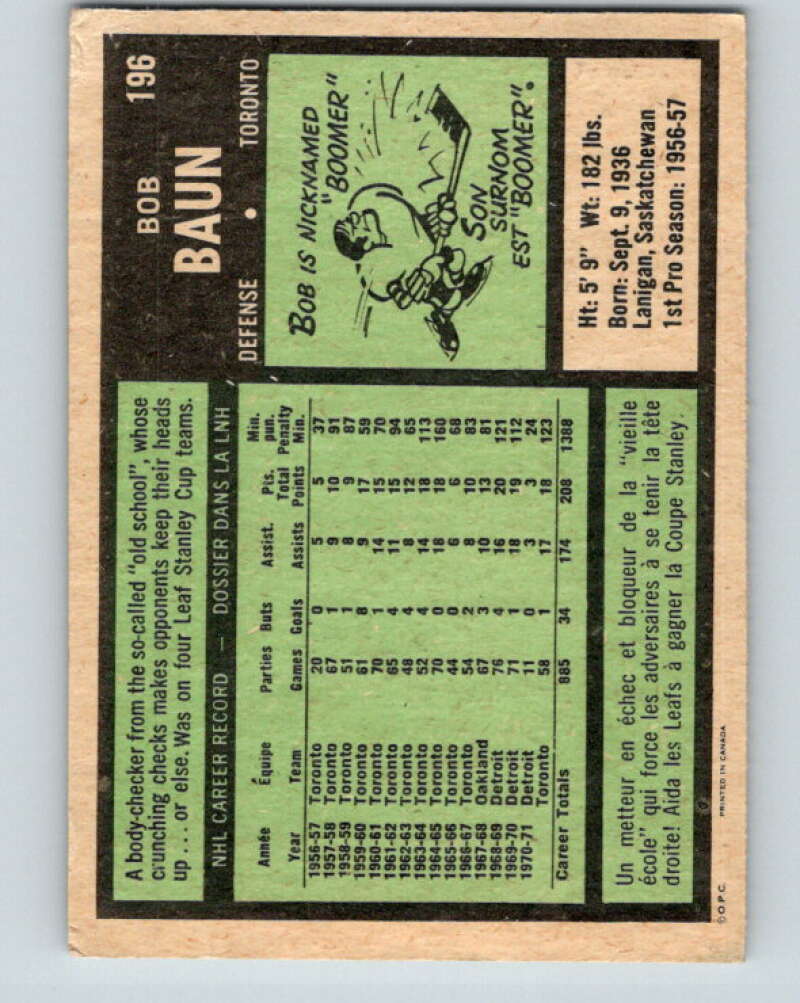 196
BOB
BAUN
DEFENSE • TORONTO
BOB IS NICKNAMED
"BOOMER"
SON
SURNOM
EST "BOOMER".
Ht: 5' 9" Wt: 182 lbs.
Born: Sept. 9, 1936
Lanigan, Saskatchewan
1st Pro Season: 1956-57
A body-checker from the so-called "old school", whose
crunching checks makes opponents keep their heads
up ... or else. Was on four Leaf Stanley Cup teams.
NHL CAREER RECORD — DOSSIER DANS LA LNH
Année Équipe Parties Buts Assist. Pts. Min. pun.
Year Team Games Goals Assists Total Points Penalty Min.
1956-57 Toronto 20 0 5 5 37
1957-58 Toronto 67 1 9 10 91
1958-59 Toronto 51 1 8 9 87
1959-60 Toronto 61 8 9 17 59
1960-61 Toronto 70 1 14 15 70
1961-62 Toronto 65 4 11 15 94
1962-63 Toronto 48 4 8 12 65
1963-64 Toronto 52 4 14 18 113
1964-65 Toronto 70 0 18 18 160
1965-66 Toronto 44 0 6 6 68
1966-67 Toronto 54 2 8 10 83
1967-68 Oakland 67 3 10 13 81
1968-69 Detroit 76 4 16 20 121
1969-70 Detroit 71 1 18 19 112
1970-71 Detroit 11 0 3 3 24
Toronto 58 1 17 18 123
Career Totals 885 34 174 208 1388
Un metteur en échec et bloqueur de la "vieille
école" qui force les adversaires à se tenir la tête
droite! Aida les Leafs à gagner la Coupe Stanley.
© O.P.C. PRINTED IN CANADA